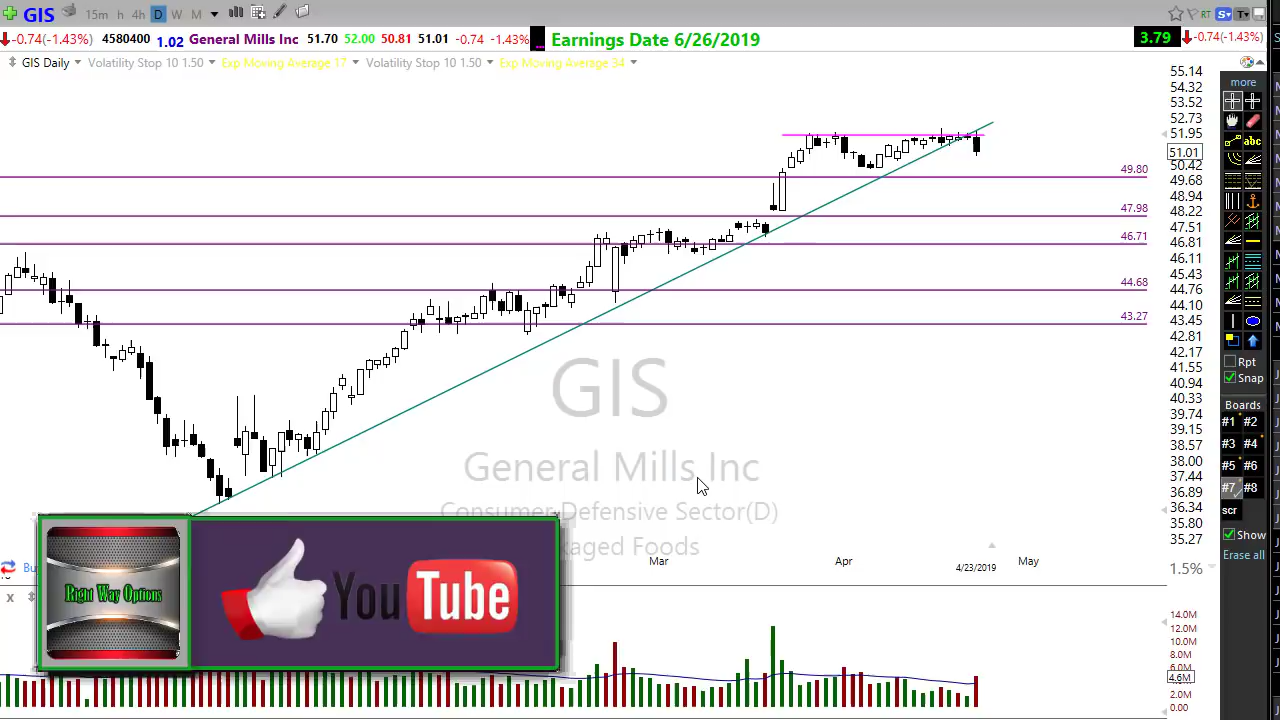 GIS 15m h 4h D W M RT S T
-0.74(-1.43%) 4580400 1.02 General Mills Inc 51.70 52.00 50.81 51.01 -0.74 -1.43% ... Earnings Date 6/26/2019 3.79 -0.74(-1.43%)
GIS Daily Volatility Stop 10 1.50 Exp Moving Average 17 Volatility Stop 10 1.50 Exp Moving Average 34
more
55.14
54.32
53.52
52.73
51.95
51.01
50.42
49.68
48.94
48.22
47.51
46.81
46.11
45.43
44.76
44.10
43.45
42.81
42.17
41.55
40.94
40.33
39.74
39.15
38.57
38.00
37.44
36.89
36.34
35.80
35.27
1.5%
49.80
47.98
46.71
44.68
43.27
abc
Rpt
Snap
Boards
#1 #2
#3 #4
#5 #6
#7 #8
scr
Show
Erase all
GIS
General Mills Inc
Consumer Defensive Sector(D)
kaged Foods
Mar Apr 4/23/2019 May
Bu
Right Way Options
YouTube
x
14.0M
12.0M
10.0M
8.0M
6.0M
4.6M
2.0M
0.00